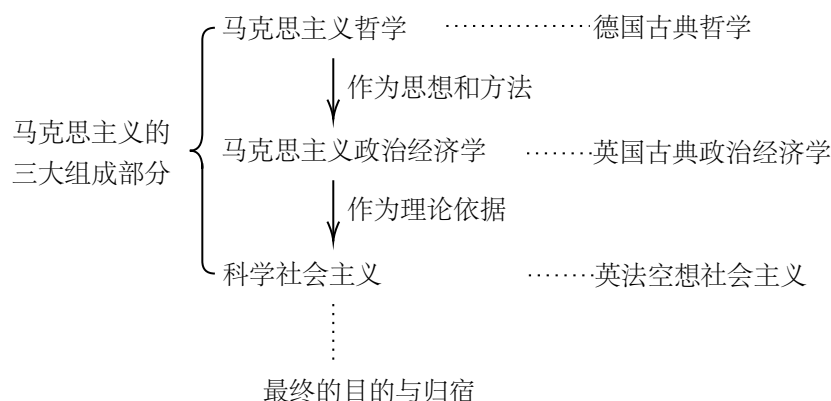 马克思主义哲学
德国古典哲学
作为思想和方法
马克思主义的
三大组成部分
马克思主义政治经济学
英国古典政治经济学
作为理论依据
科学社会主义
英法空想社会主义
最终的目的与归宿